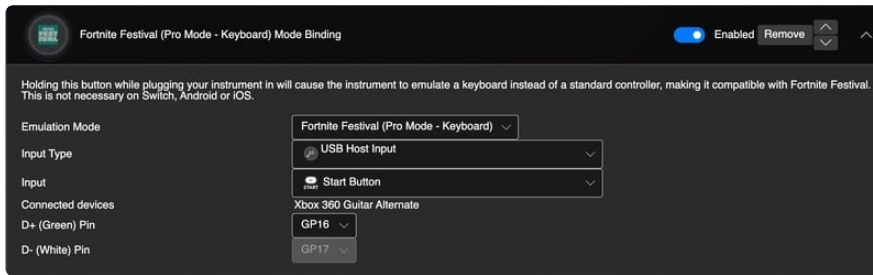 Fortnite Festival (Pro Mode - Keyboard) Mode Binding
Enabled
Remove
Holding this button while plugging your instrument in will cause the instrument to emulate a keyboard instead of a standard controller, making it compatible with Fortnite Festival.
This is not necessary on Switch, Android or iOS.
Emulation Mode
Fortnite Festival (Pro Mode - Keyboard)
Input Type
USB Host Input
Input
START
Start Button
Connected devices
Xbox 360 Guitar Alternate
D+ (Green) Pin
GP16
D- (White) Pin
GP17